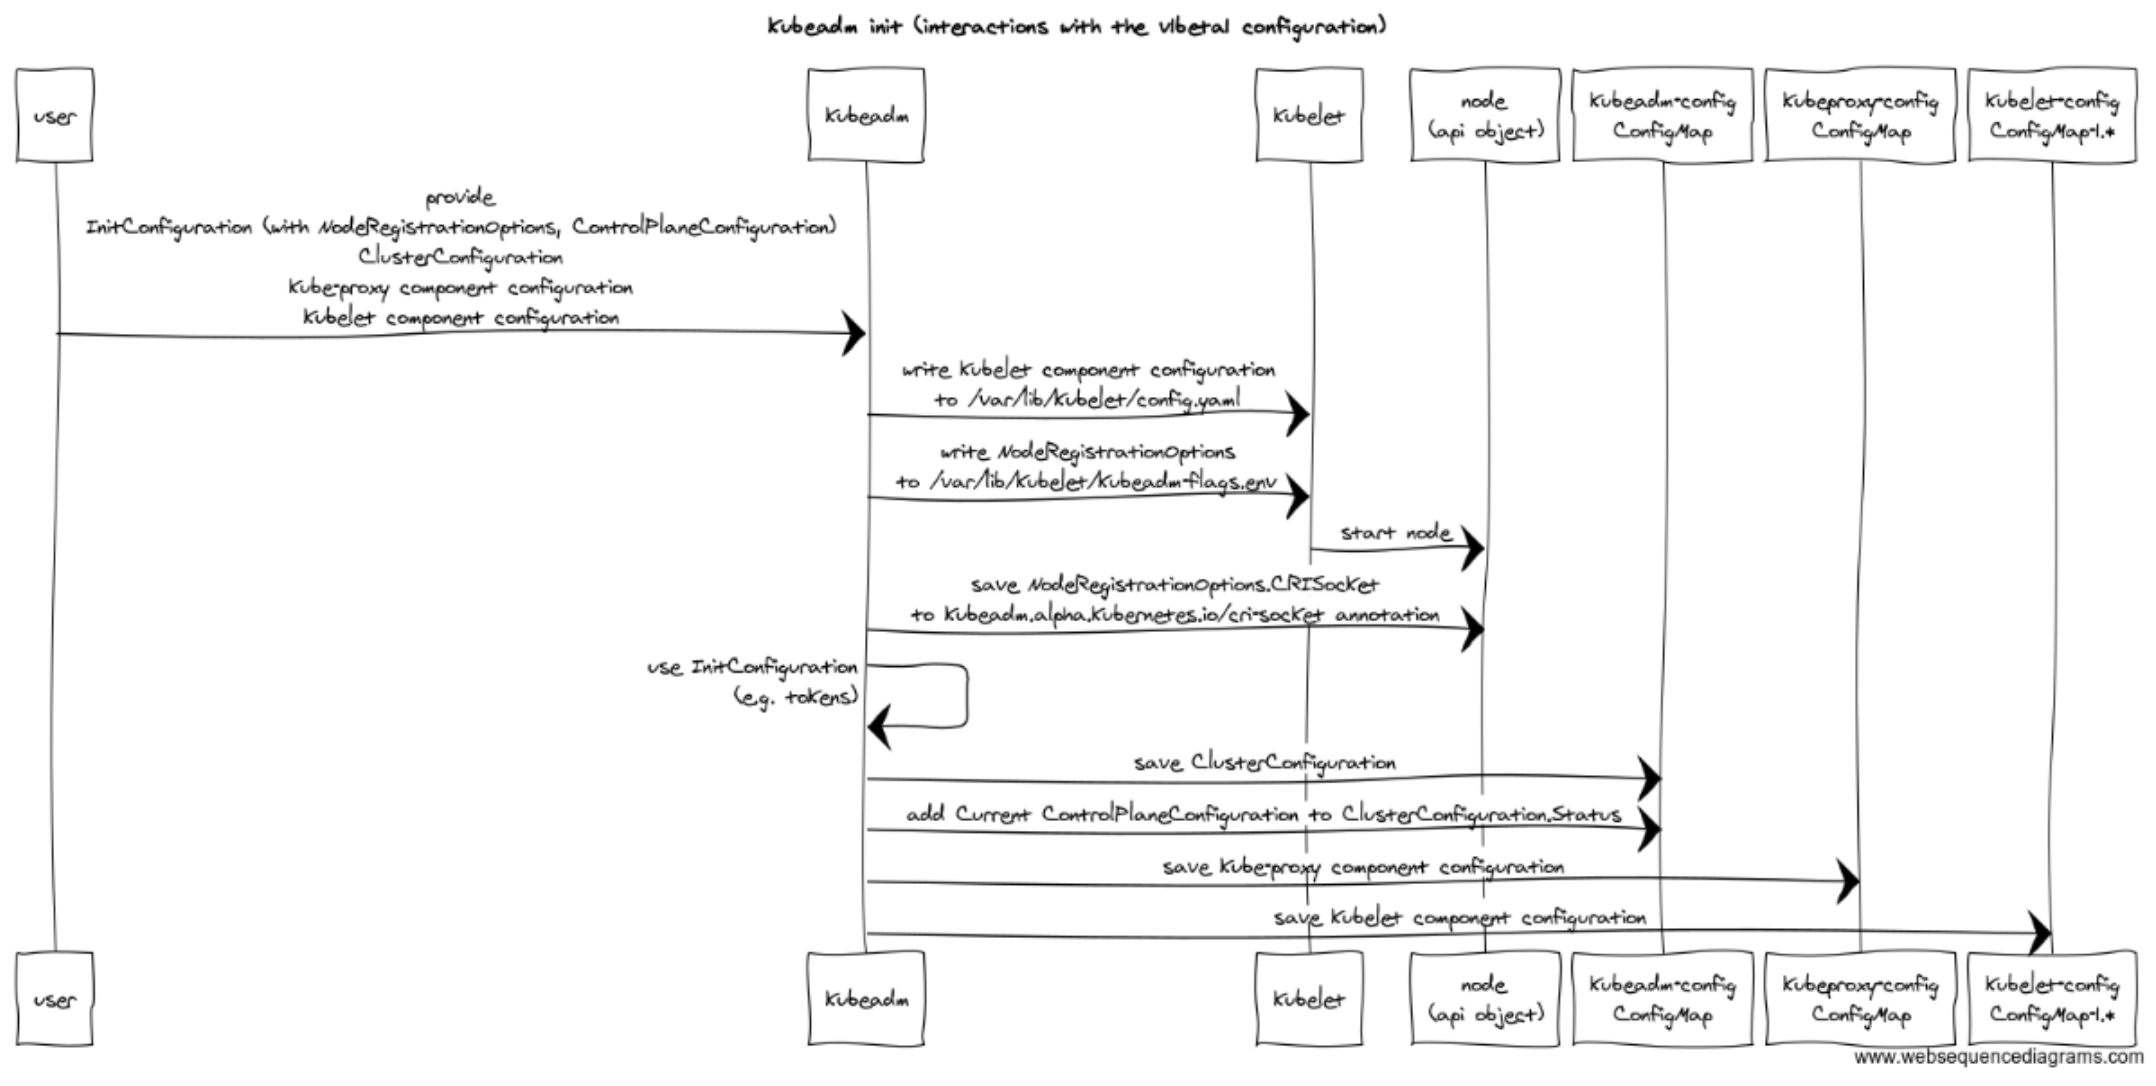 Kubeadm init (interactions with the v1beta1 configuration)
user
Kubeadm
Kubelet
node
(api object)
Kubeadm-config
ConfigMap
Kubeproxy-config
ConfigMap
Kubelet-config
ConfigMap-1.*
provide
InitConfiguration (with NodeRegistrationOptions, ControlPlaneConfiguration)
ClusterConfiguration
Kube-proxy component configuration
Kubelet component configuration
write Kubelet component configuration
to /var/lib/Kubelet/config.yaml
write NodeRegistrationOptions
to /var/lib/Kubelet/Kubeadm-flags.env
start node
save NodeRegistrationOptions.CRISocket
to Kubeadm.alpha.Kubernetes.io/cri-socket annotation
use InitConfiguration
(e.g. tokens)
save ClusterConfiguration
add Current ControlPlaneConfiguration to ClusterConfiguration.Status
save Kube-proxy component configuration
save Kubelet component configuration
user
Kubeadm
Kubelet
node
(api object)
Kubeadm-config
ConfigMap
Kubeproxy-config
ConfigMap
Kubelet-config
ConfigMap-1.*
www.websequencediagrams.com